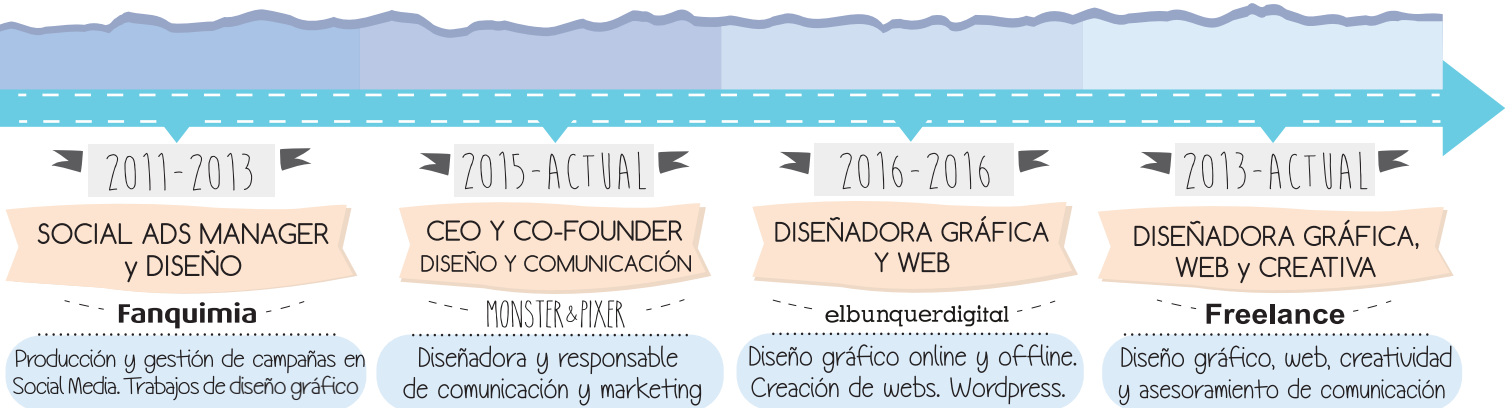 2011-2013
SOCIAL ADS MANAGER
y DISEÑO
Fanquimia
Producción y gestión de campañas en
Social Media. Trabajos de diseño gráfico
2015-ACTUAL
CEO Y CO-FOUNDER
DISEÑO Y COMUNICACIÓN
MONSTER&PIXER
Diseñadora y responsable
de comunicación y marketing
2016-2016
DISEÑADORA GRÁFICA
Y WEB
elbunquerdigital
Diseño gráfico online y offline.
Creación de webs. Wordpress.
2013-ACTUAL
DISEÑADORA GRÁFICA,
WEB y CREATIVA
Freelance
Diseño gráfico, web, creatividad
y asesoramiento de comunicación